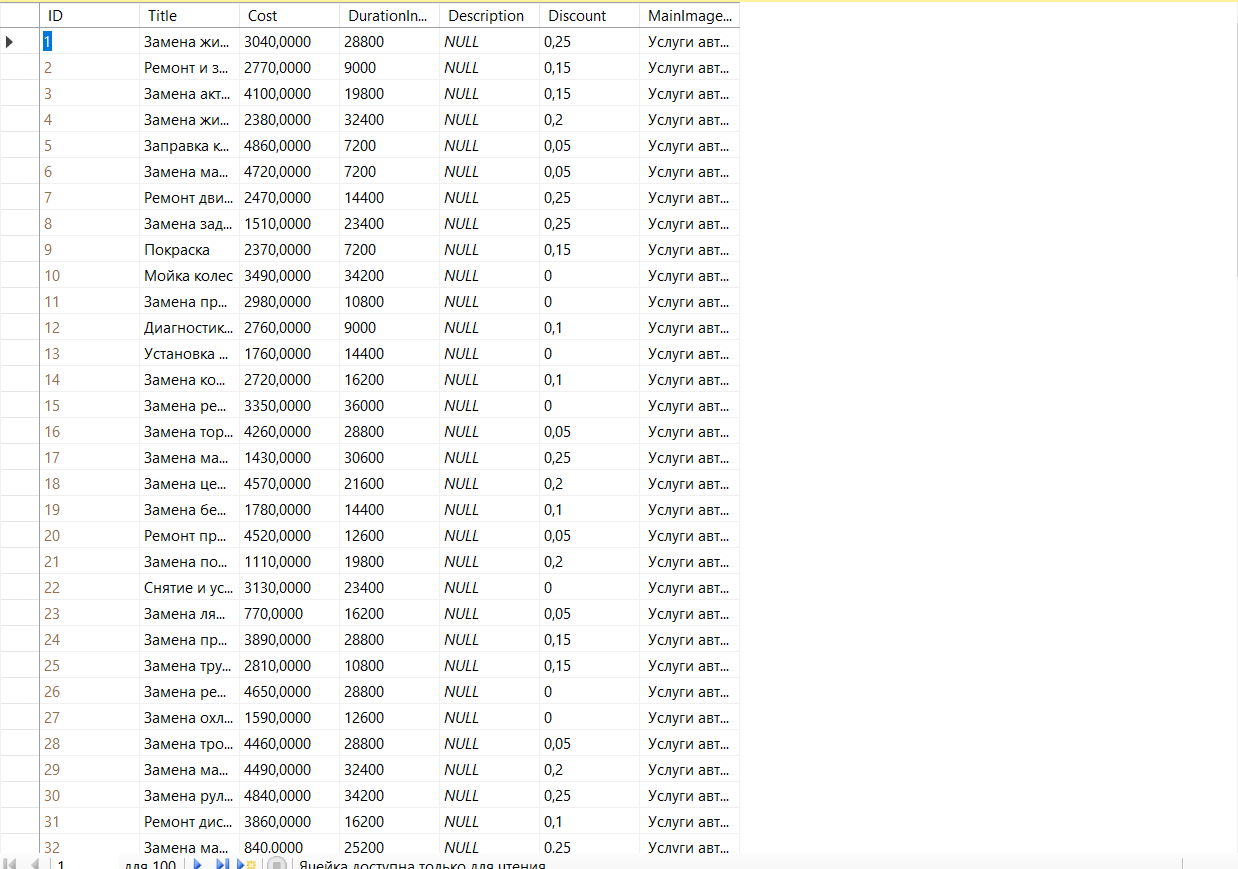 ID Title Cost DurationIn... Description Discount MainImage...
1 Замена жи... 3040,0000 28800 NULL 0,25 Услуги авт...
2 Ремонт и з... 2770,0000 9000 NULL 0,15 Услуги авт...
3 Замена акт... 4100,0000 19800 NULL 0,15 Услуги авт...
4 Замена жи... 2380,0000 32400 NULL 0,2 Услуги авт...
5 Заправка к... 4860,0000 7200 NULL 0,05 Услуги авт...
6 Замена ма... 4720,0000 7200 NULL 0,05 Услуги авт...
7 Ремонт дви... 2470,0000 14400 NULL 0,25 Услуги авт...
8 Замена зад... 1510,0000 23400 NULL 0,25 Услуги авт...
9 Покраска 2370,0000 7200 NULL 0,15 Услуги авт...
10 Мойка колес 3490,0000 34200 NULL 0 Услуги авт...
11 Замена пр... 2980,0000 10800 NULL 0 Услуги авт...
12 Диагностик... 2760,0000 9000 NULL 0,1 Услуги авт...
13 Установка ... 1760,0000 14400 NULL 0 Услуги авт...
14 Замена ко... 2720,0000 16200 NULL 0,1 Услуги авт...
15 Замена ре... 3350,0000 36000 NULL 0 Услуги авт...
16 Замена тор... 4260,0000 28800 NULL 0,05 Услуги авт...
17 Замена ма... 1430,0000 30600 NULL 0,25 Услуги авт...
18 Замена це... 4570,0000 21600 NULL 0,2 Услуги авт...
19 Замена бе... 1780,0000 14400 NULL 0,1 Услуги авт...
20 Ремонт пр... 4520,0000 12600 NULL 0,05 Услуги авт...
21 Замена по... 1110,0000 19800 NULL 0,2 Услуги авт...
22 Снятие и ус... 3130,0000 23400 NULL 0 Услуги авт...
23 Замена ля... 770,0000 16200 NULL 0,05 Услуги авт...
24 Замена пр... 3890,0000 28800 NULL 0,15 Услуги авт...
25 Замена тру... 2810,0000 10800 NULL 0,15 Услуги авт...
26 Замена ре... 4650,0000 28800 NULL 0 Услуги авт...
27 Замена охл... 1590,0000 12600 NULL 0 Услуги авт...
28 Замена тро... 4460,0000 28800 NULL 0,05 Услуги авт...
29 Замена ма... 4490,0000 32400 NULL 0,2 Услуги авт...
30 Замена рул... 4840,0000 34200 NULL 0,25 Услуги авт...
31 Ремонт дис... 3860,0000 16200 NULL 0,1 Услуги авт...
32 Замена ма... 840,0000 25200 NULL 0,25 Услуги авт...
1 для 100 Ячейка доступна только для чтения